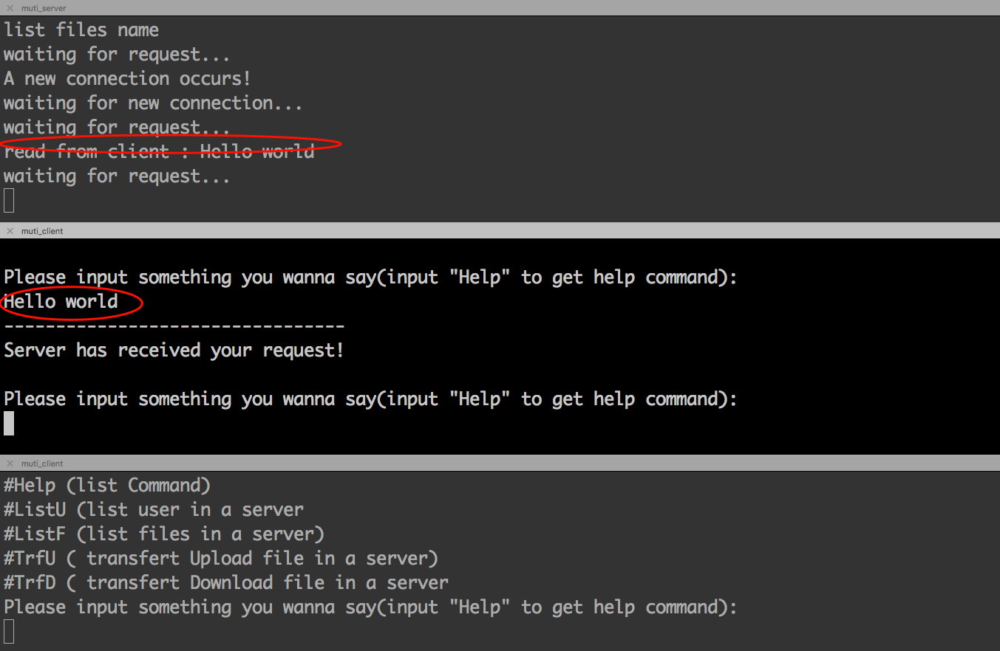 muti_server
list files name
waiting for request...
A new connection occurs!
waiting for new connection...
waiting for request...
read from client : Hello world
waiting for request...
muti_client
Please input something you wanna say(input "Help" to get help command):
Hello world
---------------------------------
Server has received your request!
Please input something you wanna say(input "Help" to get help command):
muti_client
#Help (list Command)
#ListU (list user in a server
#ListF (list files in a server)
#TrfU ( transfert Upload file in a server)
#TrfD ( transfert Download file in a server
Please input something you wanna say(input "Help" to get help command):